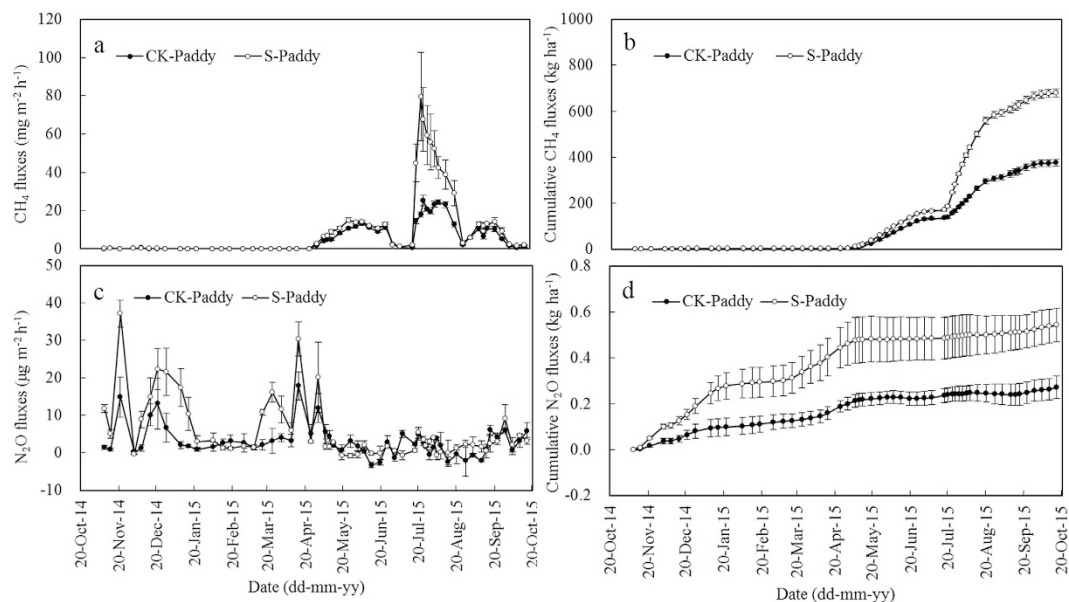 a
CK-Paddy
S-Paddy
CH4 fluxes (mg m-2 h-1)
120
100
80
60
40
20
0
b
CK-Paddy
S-Paddy
Cumulative CH4 fluxes (kg ha-1)
1000
800
600
400
200
0
c
CK-Paddy
S-Paddy
N2O fluxes (µg m-2 h-1)
50
40
30
20
10
0
-10
20-Oct-14
20-Nov-14
20-Dec-14
20-Jan-15
20-Feb-15
20-Mar-15
20-Apr-15
20-May-15
20-Jun-15
20-Jul-15
20-Aug-15
20-Sep-15
20-Oct-15
Date (dd-mm-yy)
d
CK-Paddy
S-Paddy
Cumulative N2O fluxes (kg ha-1)
0.8
0.6
0.4
0.2
0.0
-0.2
20-Oct-14
20-Nov-14
20-Dec-14
20-Jan-15
20-Feb-15
20-Mar-15
20-Apr-15
20-May-15
20-Jun-15
20-Jul-15
20-Aug-15
20-Sep-15
20-Oct-15
Date (dd-mm-yy)